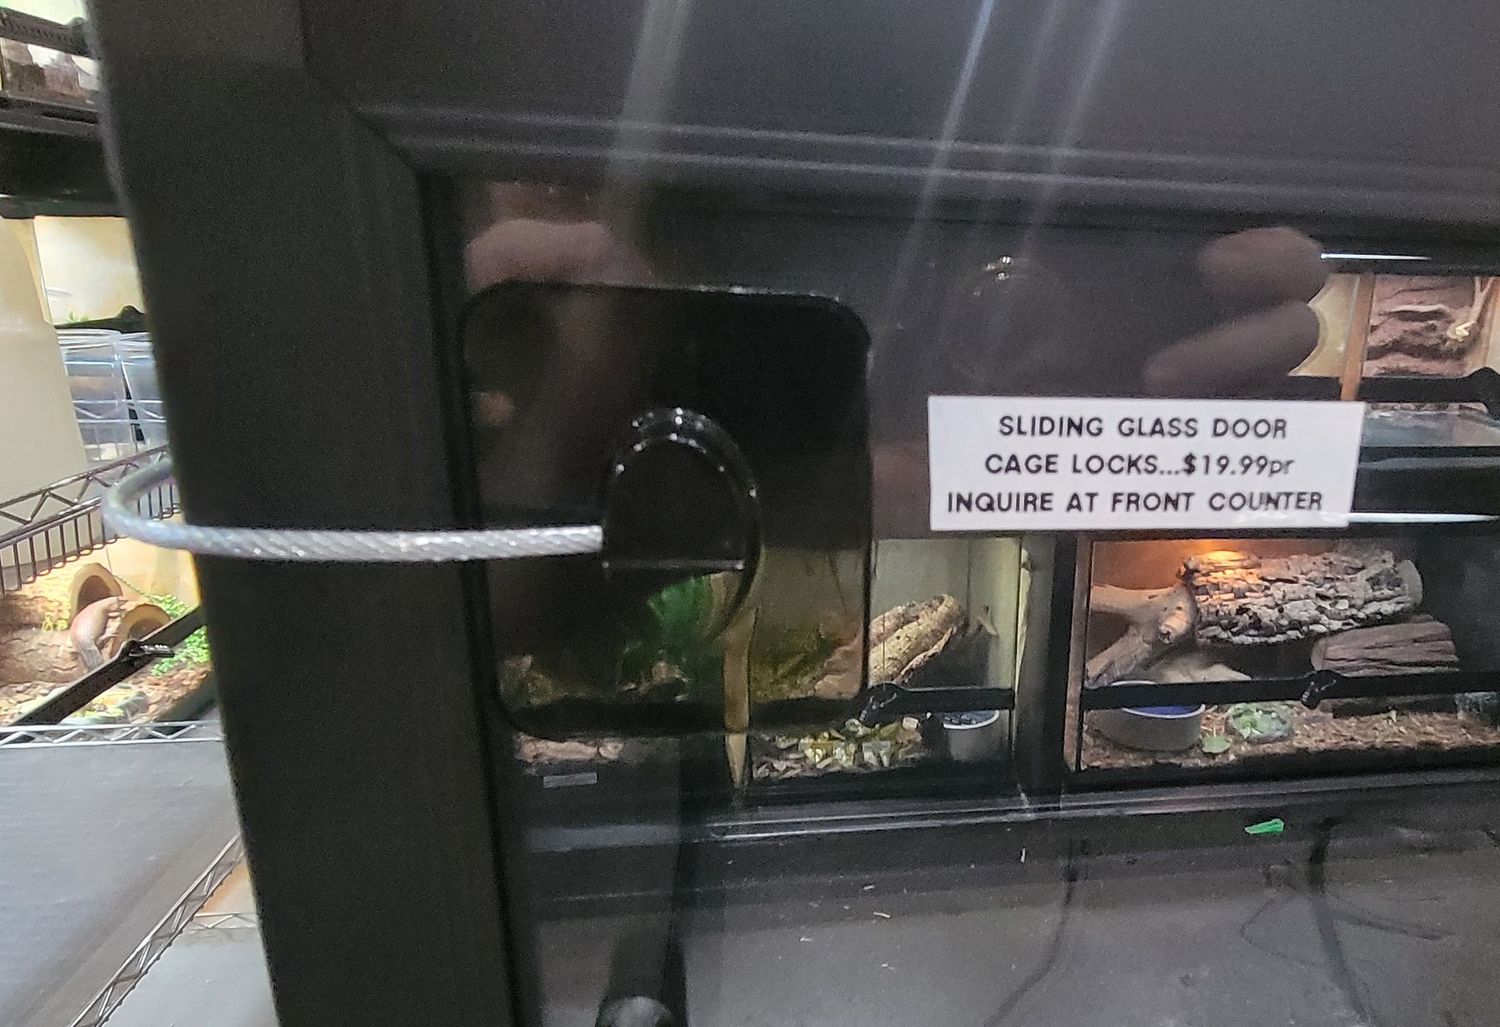 SLIDING GLASS DOOR
CAGE LOCKS...$19.99pr
INQUIRE AT FRONT COUNTER